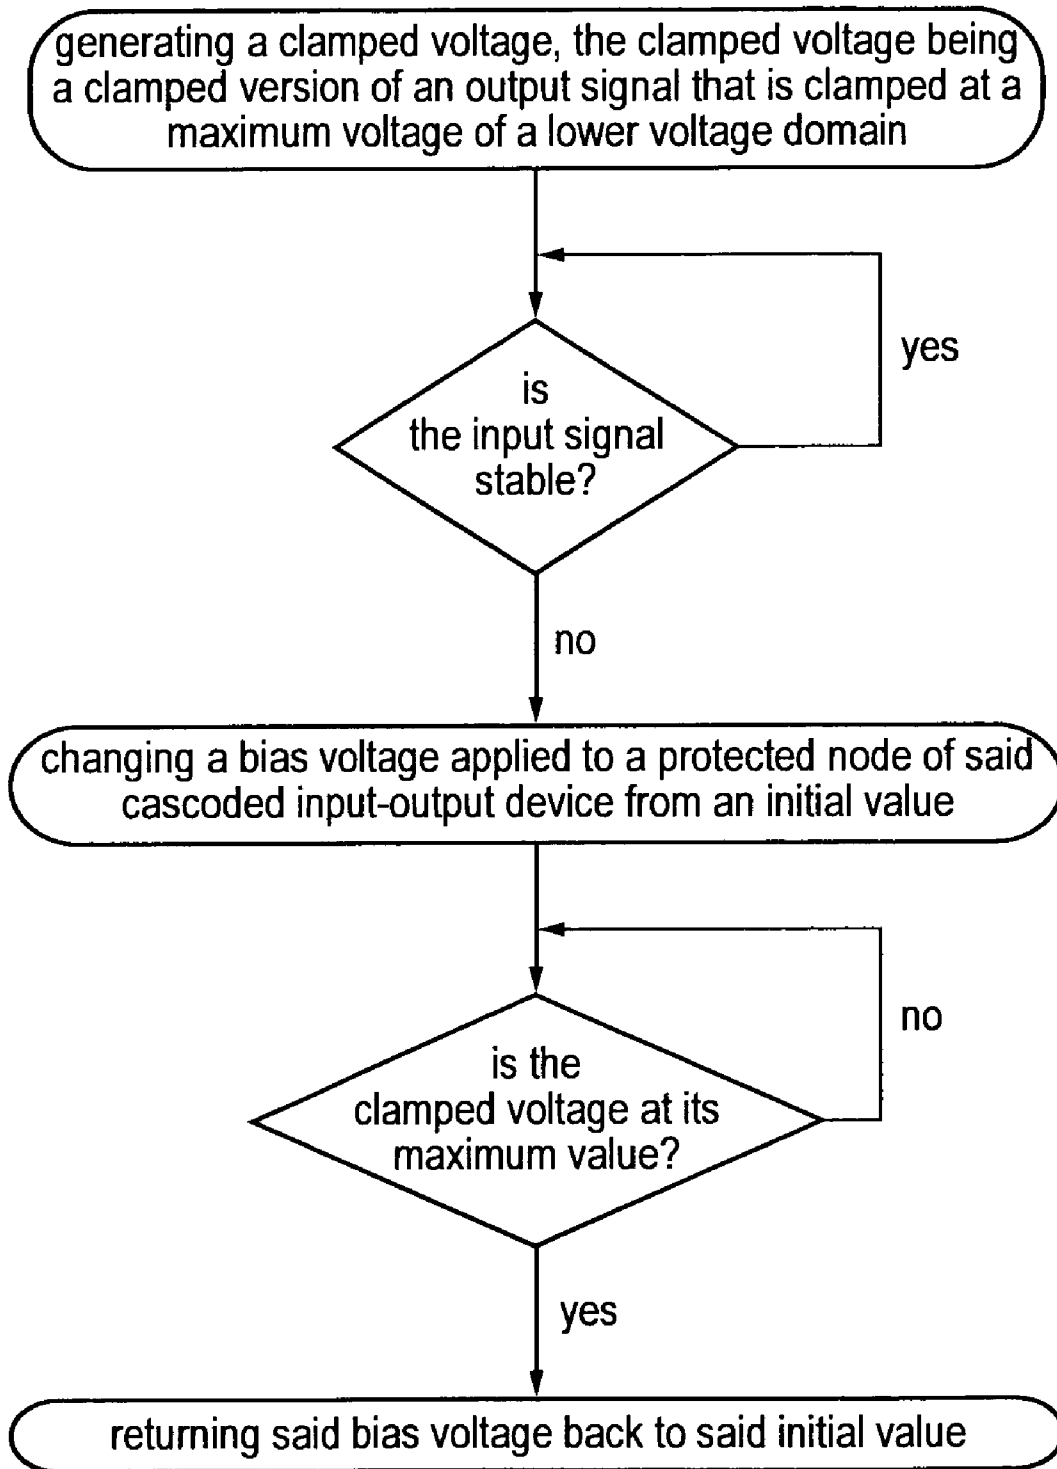 generating a clamped voltage, the clamped voltage being
a clamped version of an output signal that is clamped at a
maximum voltage of a lower voltage domain
yes
is
the input signal
stable?
no
changing a bias voltage applied to a protected node of said
cascoded input-output device from an initial value
no
is the
clamped voltage at its
maximum value?
yes
returning said bias voltage back to said initial value